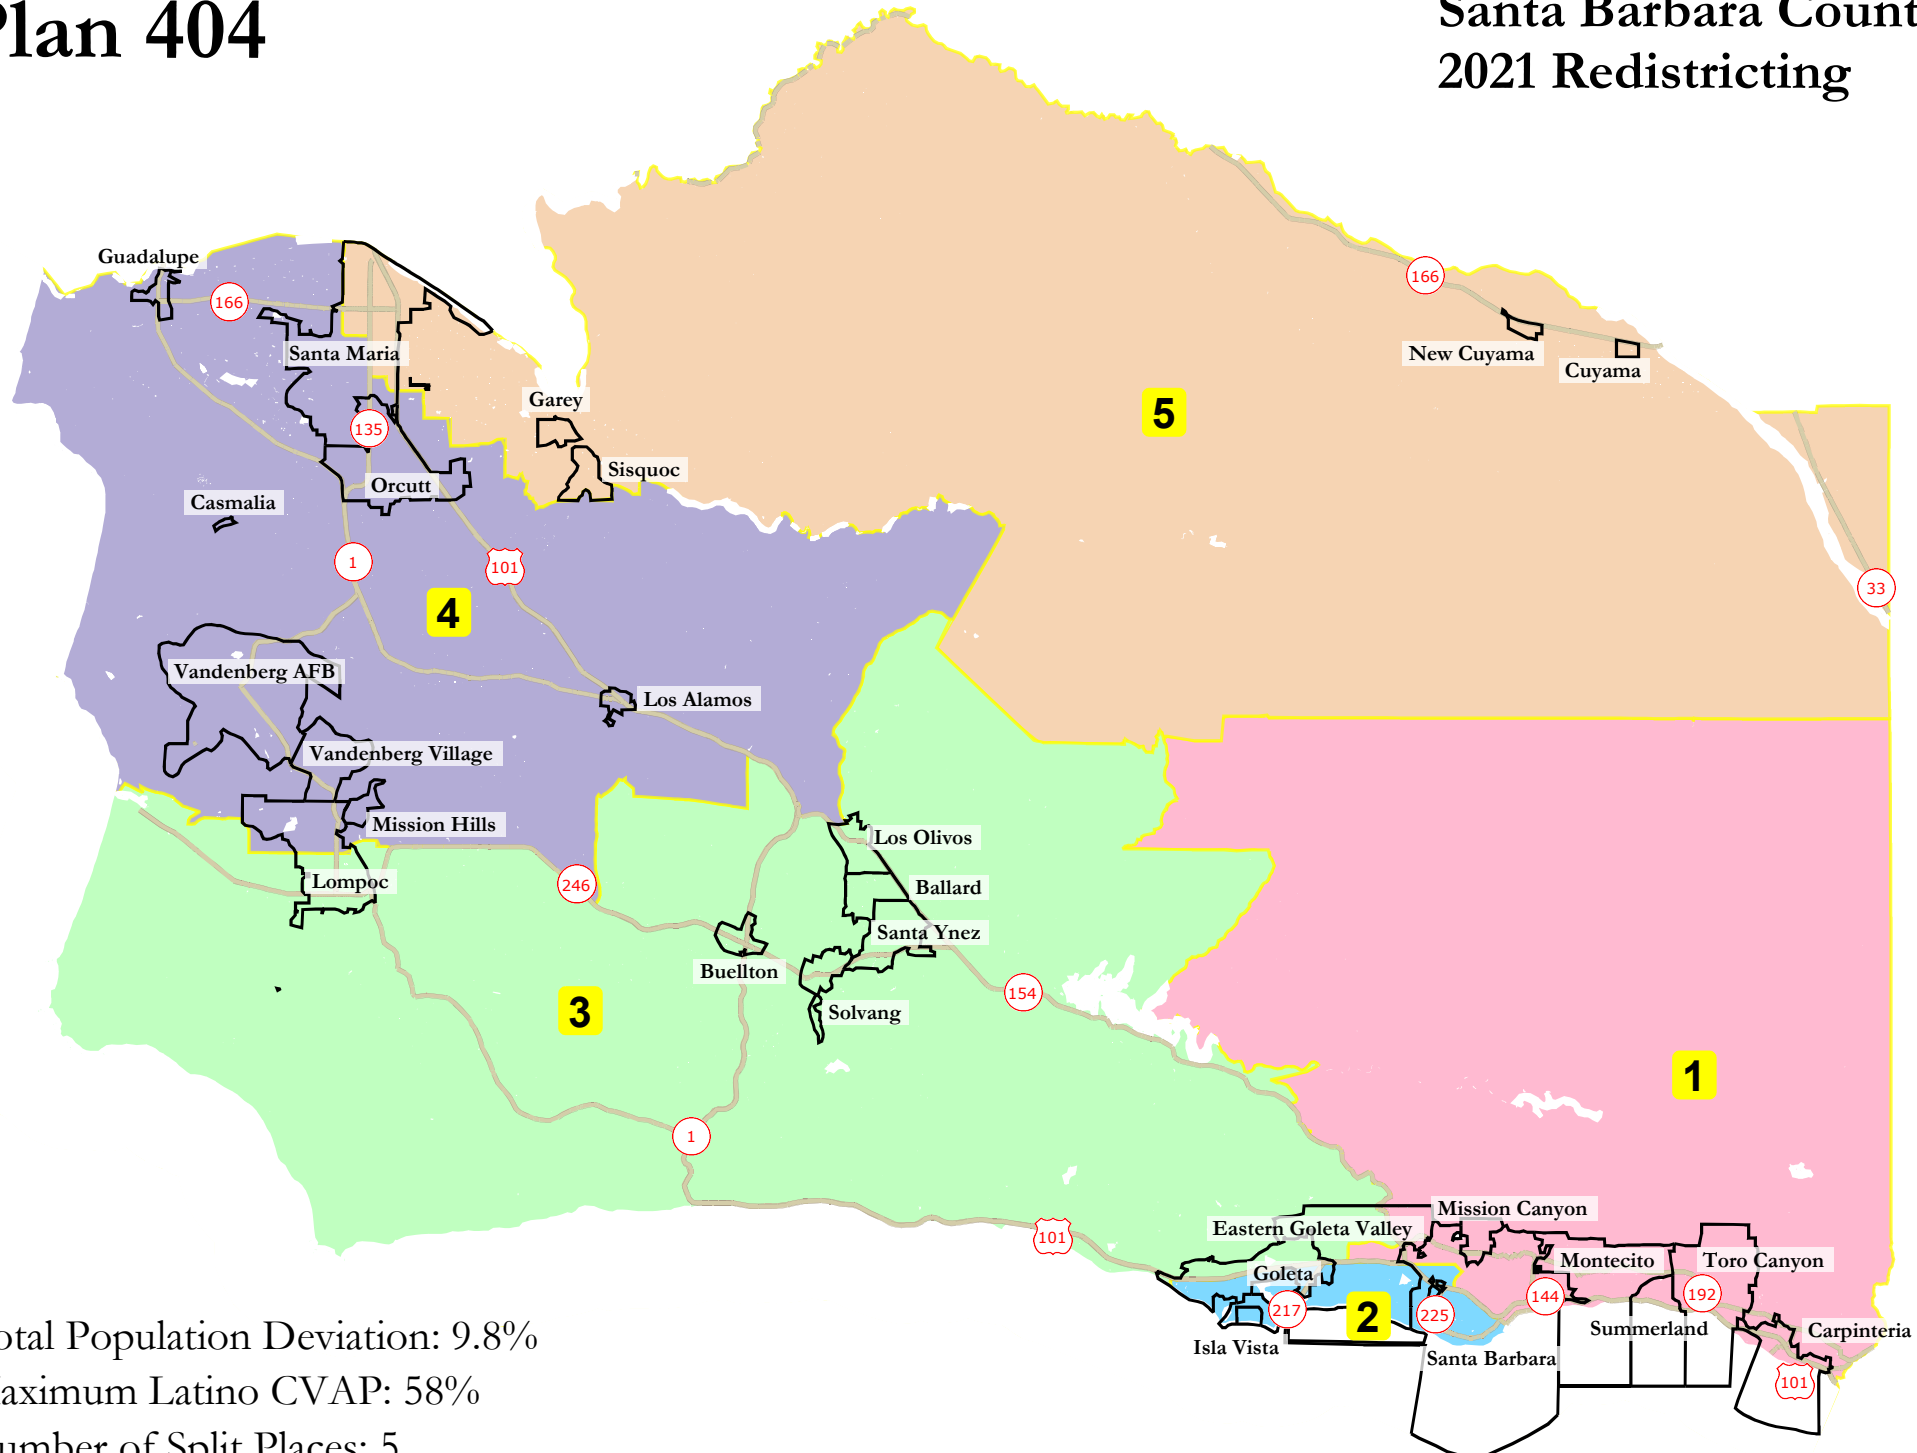 Plan 404
Santa Barbara Count
2021 Redistricting
Guadalupe
166
Santa Maria
135
Orcutt
Casmalia
1
101
4
Garey
Sisquoc
5
166
New Cuyama
Cuyama
33
Vandenberg AFB
Los Alamos
Vandenberg Village
Mission Hills
Lompoc
246
Los Olivos
Ballard
Santa Ynez
Buellton
Solvang
154
3
1
1
101
Mission Canyon
Eastern Goleta Valley
Goleta
Montecito
Toro Canyon
217
2
225
144
192
Isla Vista
Santa Barbara
Summerland
Carpinteria
101
otal Population Deviation: 9.8%
aximum Latino CVAP: 58%
umber of Split Places: 5